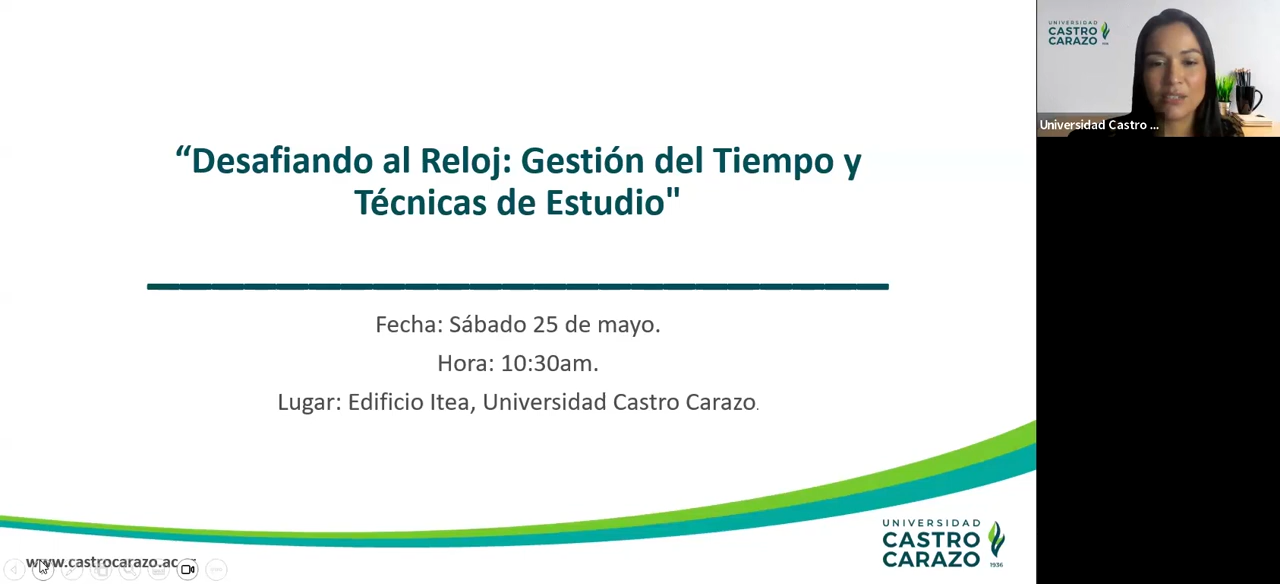 “Desafiando al Reloj: Gestión del Tiempo y
Técnicas de Estudio"
Fecha: Sábado 25 de mayo.
Hora: 10:30am.
Lugar: Edificio Itea, Universidad Castro Carazo.
www.castrocarazo.ac
UNIVERSIDAD
CASTRO
CARAZO
1936
UNIVERSIDAD
CASTRO
CARAZO
Universidad Castro ...